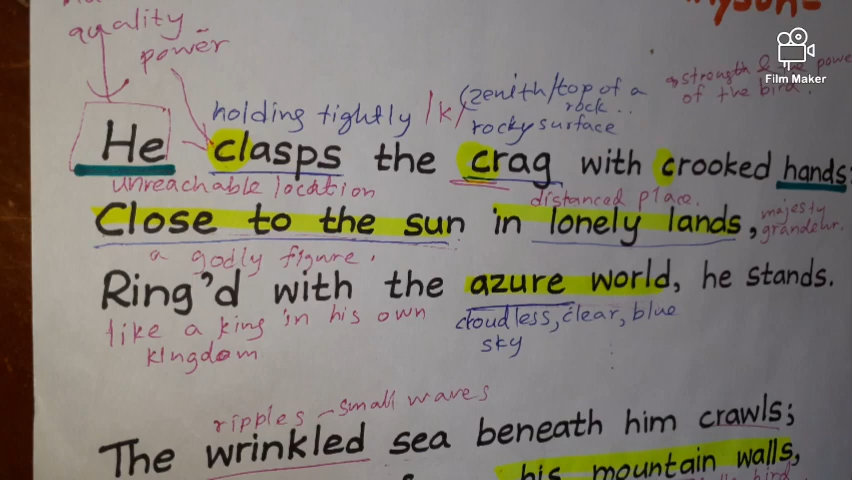 quality
power
strength & the power
of the bird.
Film Maker
holding tightly /k/ (zenith/top of a
rock..
rocky surface
He clasps the crag with crooked hands;
unreachable location distanced place.
Close to the sun in lonely lands,
majesty
grandeur.
a godly figure.
Ring'd with the azure world, he stands.
like a king in his own
kingdom
cloudless, clear, blue
sky
ripples - small waves
The wrinkled sea beneath him crawls;
his mountain walls,